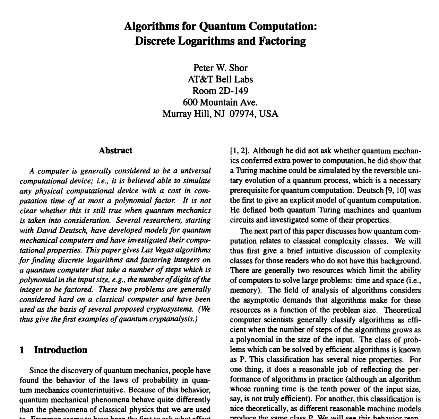 Algorithms for Quantum Computation:
Discrete Logarithms and Factoring
Peter W. Shor
AT&T Bell Labs
Room 2D-149
600 Mountain Ave.
Murray Hill, NJ 07974, USA
Abstract
A computer is generally considered to be a universal
computational device; i.e., it is believed able to simulate
any physical computational device with a cost in com-
putation time of at most a polynomial factor. It is not
clear whether this is still true when quantum mechanics
is taken into consideration. Several researchers, starting
with David Deutsch, have developed models for quantum
mechanical computers and have investigated their compu-
tational properties. This paper gives Las Vegas algorithms
for finding discrete logarithms and factoring integers on
a quantum computer that take a number of steps which is
polynomial in the input size, e.g., the number of digits of the
integer to be factored. These two problems are generally
considered hard on a classical computer and have been
used as the basis of several proposed cryptosystems. (We
thus give the first examples of quantum cryptanalysis.)
1 Introduction
Since the discovery of quantum mechanics, people have
found the behavior of the laws of probability in quan-
tum mechanics counterintuitive. Because of this behavior,
quantum mechanical phenomena behave quite differently
than the phenomena of classical physics that we are used
[1, 2]. Although he did not ask whether quantum mechan-
ics conferred extra power to computation, he did show that
a Turing machine could be simulated by the reversible uni-
tary evolution of a quantum process, which is a necessary
prerequisite for quantum computation. Deutsch [9, 10] was
the first to give an explicit model of quantum computation.
He defined both quantum Turing machines and quantum
circuits and investigated some of their properties.
The next part of this paper discusses how quantum com-
putation relates to classical complexity classes. We will
thus first give a brief intuitive discussion of complexity
classes for those readers who do not have this background.
There are generally two resources which limit the ability
of computers to solve large problems: time and space (i.e.,
memory). The field of analysis of algorithms considers
the asymptotic demands that algorithms make for these
resources as a function of the problem size. Theoretical
computer scientists generally classify algorithms as effi-
cient when the number of steps of the algorithms grows as
a polynomial in the size of the input. The class of prob-
lems which can be solved by efficient algorithms is known
as P. This classification has several nice properties. For
one thing, it does a reasonable job of reflecting the per-
formance of algorithms in practice (although an algorithm
whose running time is the tenth power of the input size,
say, is not truly efficient). For another, this classification is
nice theoretically, as different reasonable machine models